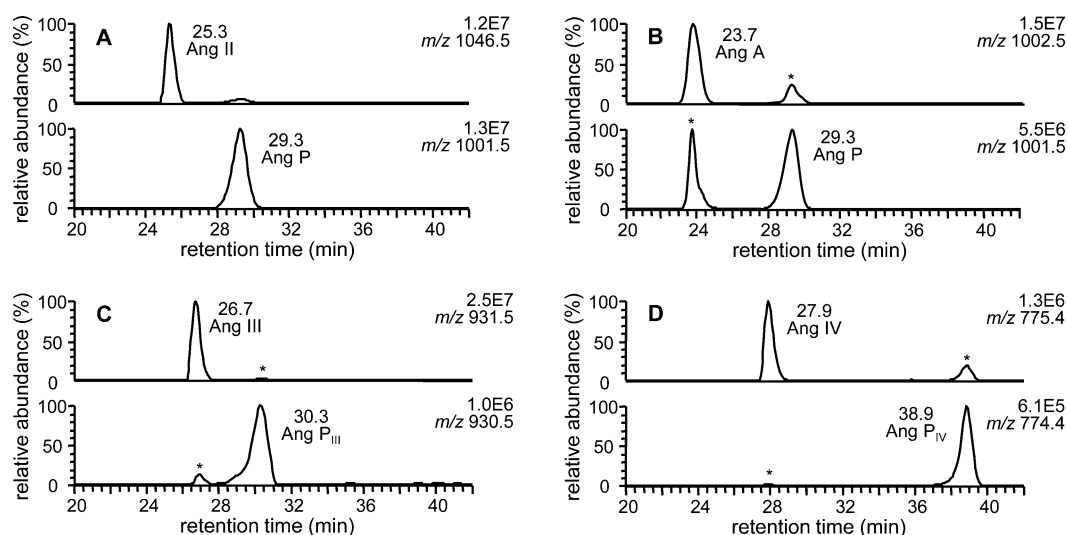 A
relative abundance (%)
100
50
0
25.3
Ang II
1.2E7
m/z 1046.5
100
50
0
29.3
Ang P
1.3E7
m/z 1001.5
20 24 28 32 36 40
retention time (min)
B
relative abundance (%)
100
50
0
23.7
Ang A
*
1.5E7
m/z 1002.5
100
50
0
*
29.3
Ang P
5.5E6
m/z 1001.5
20 24 28 32 36 40
retention time (min)
C
relative abundance (%)
100
50
0
26.7
Ang III
*
2.5E7
m/z 931.5
100
50
0
*
30.3
Ang PIII
1.0E6
m/z 930.5
20 24 28 32 36 40
retention time (min)
D
relative abundance (%)
100
50
0
27.9
Ang IV
*
1.3E6
m/z 775.4
100
50
0
*
38.9
Ang PIV
6.1E5
m/z 774.4
20 24 28 32 36 40
retention time (min)